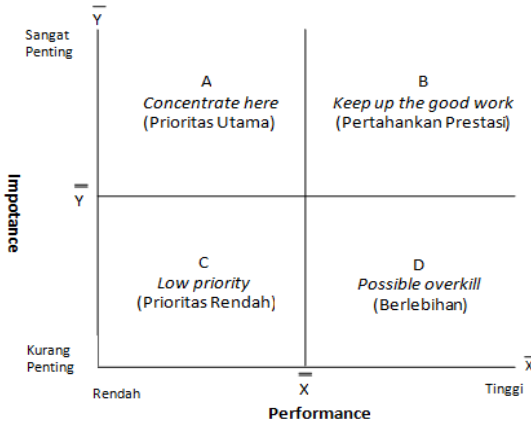 Y̅
Sangat
Penting
A
Concentrate here
(Prioritas Utama)
B
Keep up the good work
(Pertahankan Prestasi)
Impotance
Y̿
C
Low priority
(Prioritas Rendah)
D
Possible overkill
(Berlebihan)
Kurang
Penting
X̅
Rendah
X̿
Tinggi
Performance